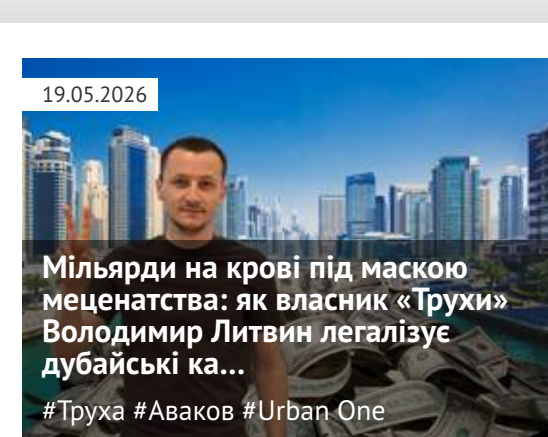 19.05.2026
Мільярди на крові під маскою
меценатства: як власник «Трухи»
Володимир Литвин легалізує
дубайські ка...
#Труха #Аваков #Urban One